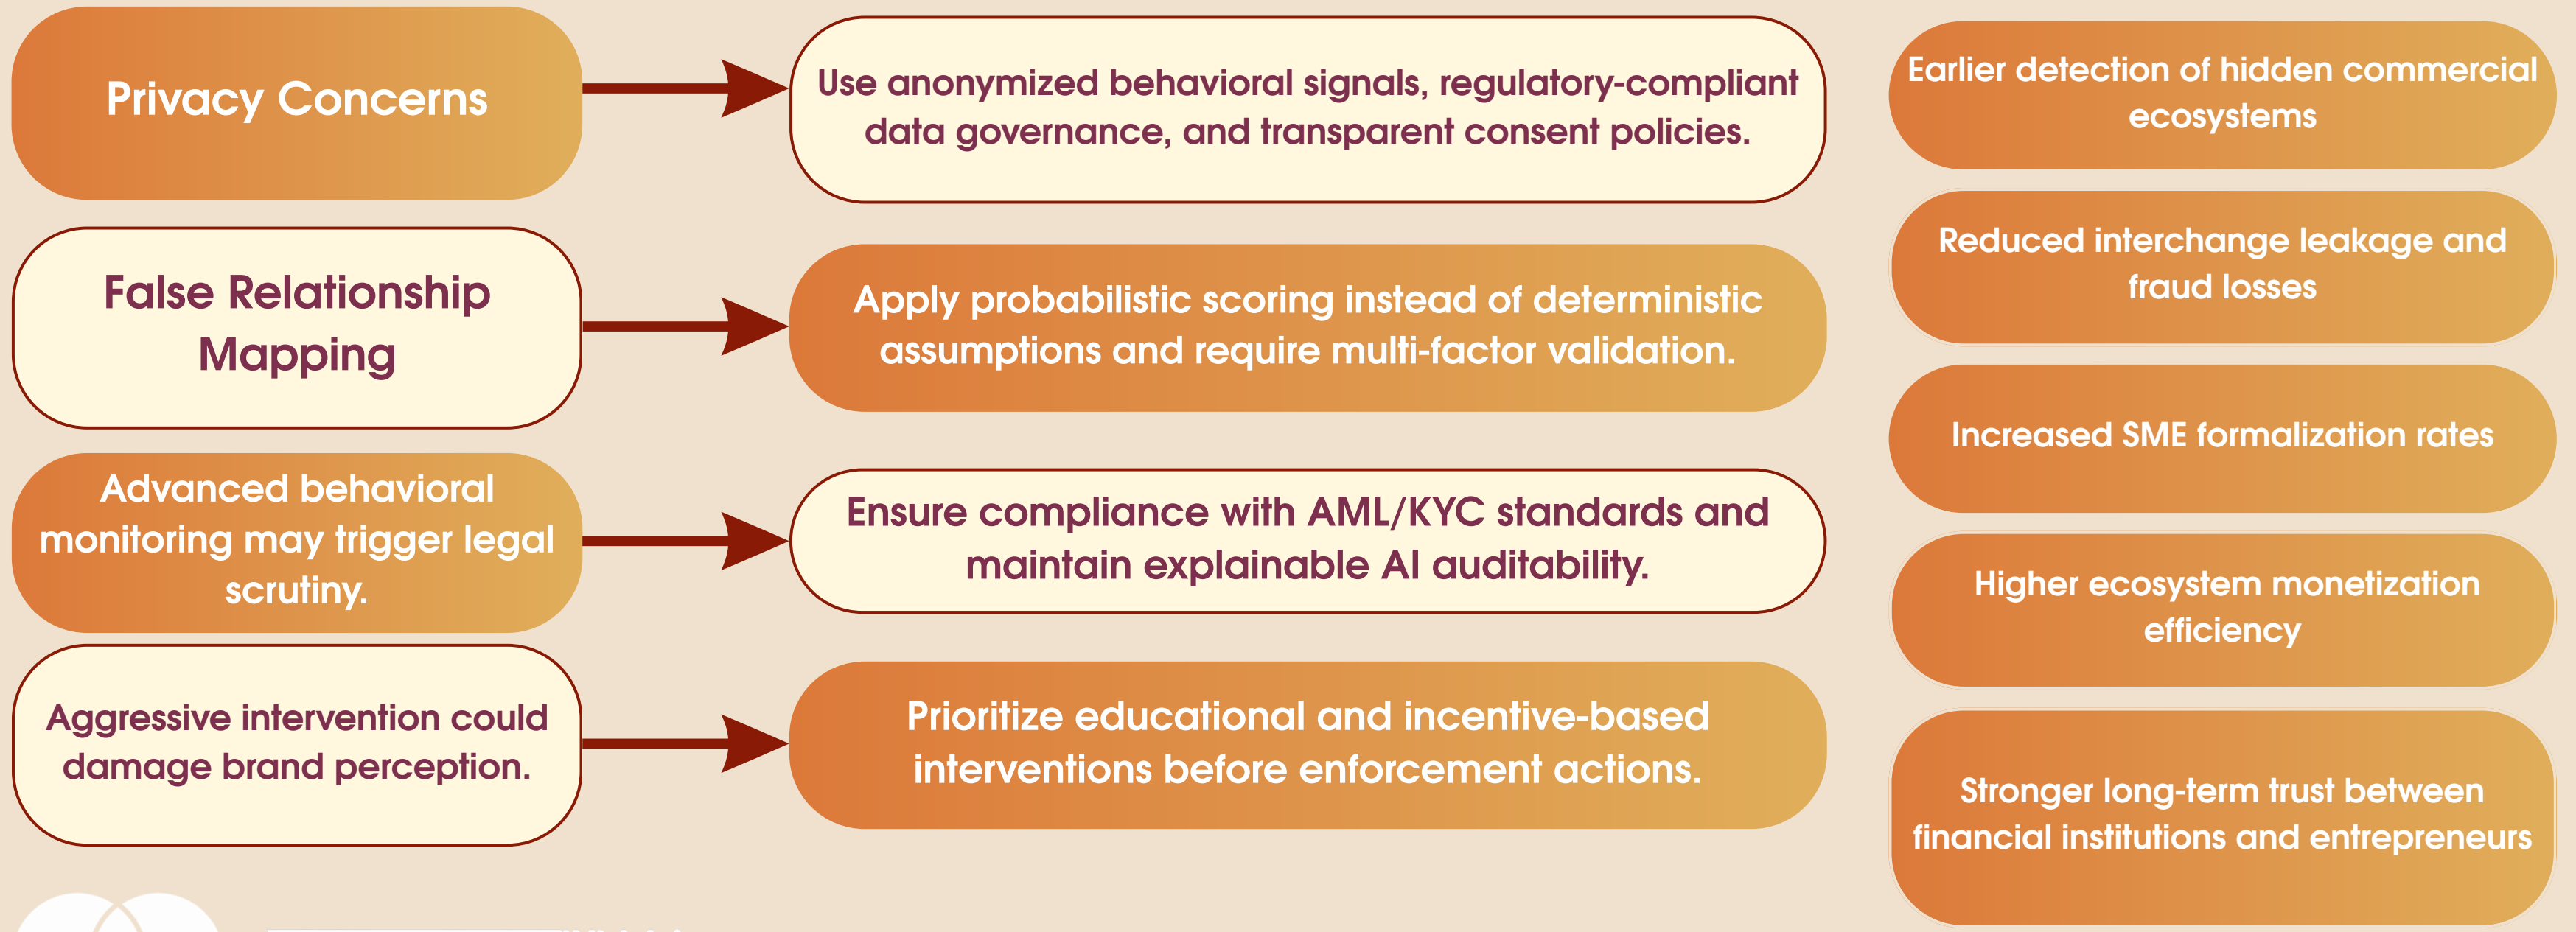 Privacy Concerns
Use anonymized behavioral signals, regulatory-compliant
data governance, and transparent consent policies.
False Relationship
Mapping
Apply probabilistic scoring instead of deterministic
assumptions and require multi-factor validation.
Advanced behavioral
monitoring may trigger legal
scrutiny.
Ensure compliance with AML/KYC standards and
maintain explainable AI auditability.
Aggressive intervention could
damage brand perception.
Prioritize educational and incentive-based
interventions before enforcement actions.
Earlier detection of hidden commercial
ecosystems
Reduced interchange leakage and
fraud losses
Increased SME formalization rates
Higher ecosystem monetization
efficiency
Stronger long-term trust between
financial institutions and entrepreneurs